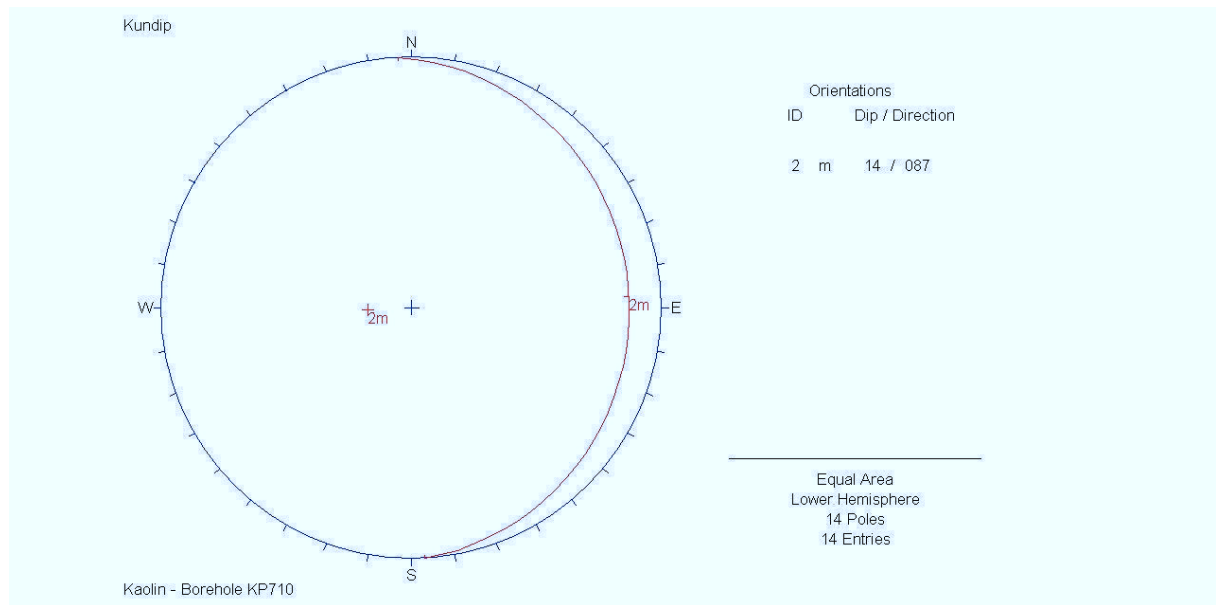 Kundip
N
Orientations
ID Dip / Direction
2 m 14 / 087
W
2m
2m
E
Equal Area
Lower Hemisphere
14 Poles
14 Entries
S
Kaolin - Borehole KP710